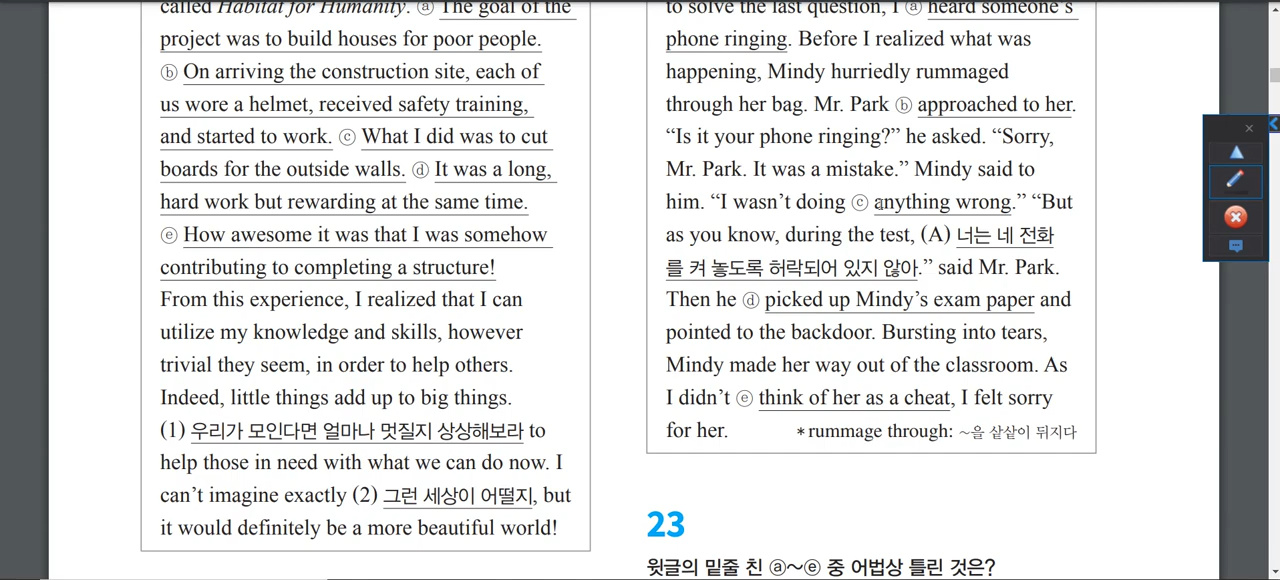 called Habitat for Humanity. ⓐ The goal of the
project was to build houses for poor people.
ⓑ On arriving the construction site, each of
us wore a helmet, received safety training,
and started to work. ⓒ What I did was to cut
boards for the outside walls. ⓓ It was a long,
hard work but rewarding at the same time.
ⓔ How awesome it was that I was somehow
contributing to completing a structure!
From this experience, I realized that I can
utilize my knowledge and skills, however
trivial they seem, in order to help others.
Indeed, little things add up to big things.
(1) 우리가 모인다면 얼마나 멋질지 상상해보라 to
help those in need with what we can do now. I
can't imagine exactly (2) 그런 세상이 어떨지, but
it would definitely be a more beautiful world!
to solve the last question, I ⓐ heard someone's
phone ringing. Before I realized what was
happening, Mindy hurriedly rummaged
through her bag. Mr. Park ⓑ approached to her.
“Is it your phone ringing?” he asked. “Sorry,
Mr. Park. It was a mistake.” Mindy said to
him. “I wasn't doing ⓒ anything wrong.” “But
as you know, during the test, (A) 너는 네 전화
를 켜 놓도록 허락되어 있지 않아.” said Mr. Park.
Then he ⓓ picked up Mindy's exam paper and
pointed to the backdoor. Bursting into tears,
Mindy made her way out of the classroom. As
I didn't ⓔ think of her as a cheat, I felt sorry
for her. *rummage through: ~을 샅샅이 뒤지다
23
윗글의 밑줄 친 ⓐ~ⓔ 중 어법상 틀린 것은?